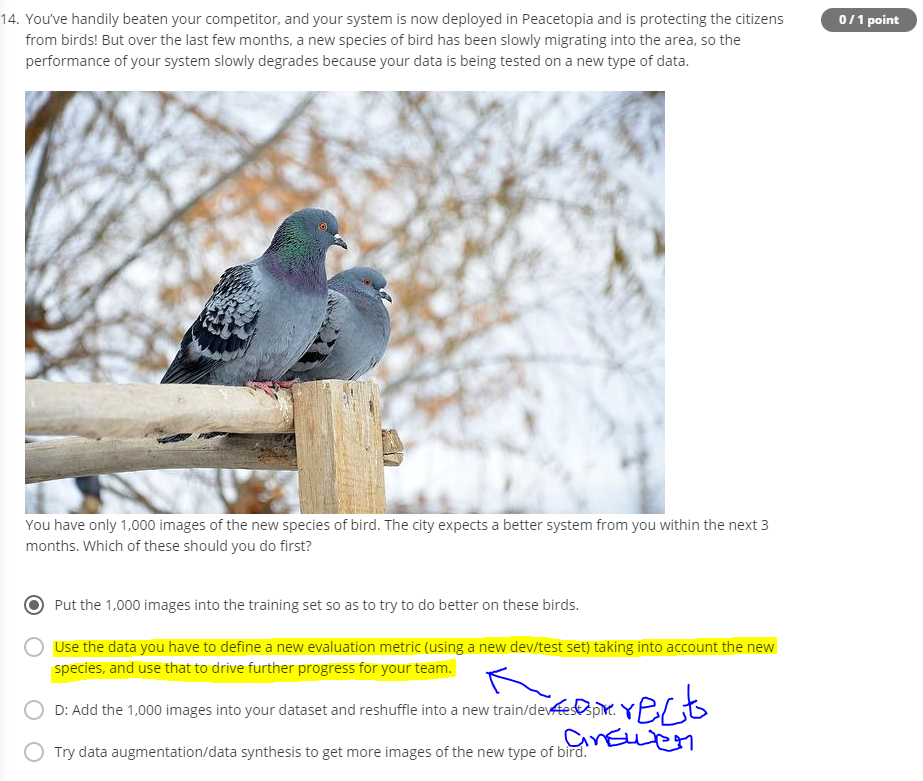 14. You've handily beaten your competitor, and your system is now deployed in Peacetopia and is protecting the citizens
0 / 1 point
from birds! But over the last few months, a new species of bird has been slowly migrating into the area, so the
performance of your system slowly degrades because your data is being tested on a new type of data.
You have only 1,000 images of the new species of bird. The city expects a better system from you within the next 3
months. Which of these should you do first?
Put the 1,000 images into the training set so as to try to do better on these birds.
Use the data you have to define a new evaluation metric (using a new dev/test set) taking into account the new
species, and use that to drive further progress for your team.
D: Add the 1,000 images into your dataset and reshuffle into a new train/dev/test split.
correct
answer
Try data augmentation/data synthesis to get more images of the new type of bird.